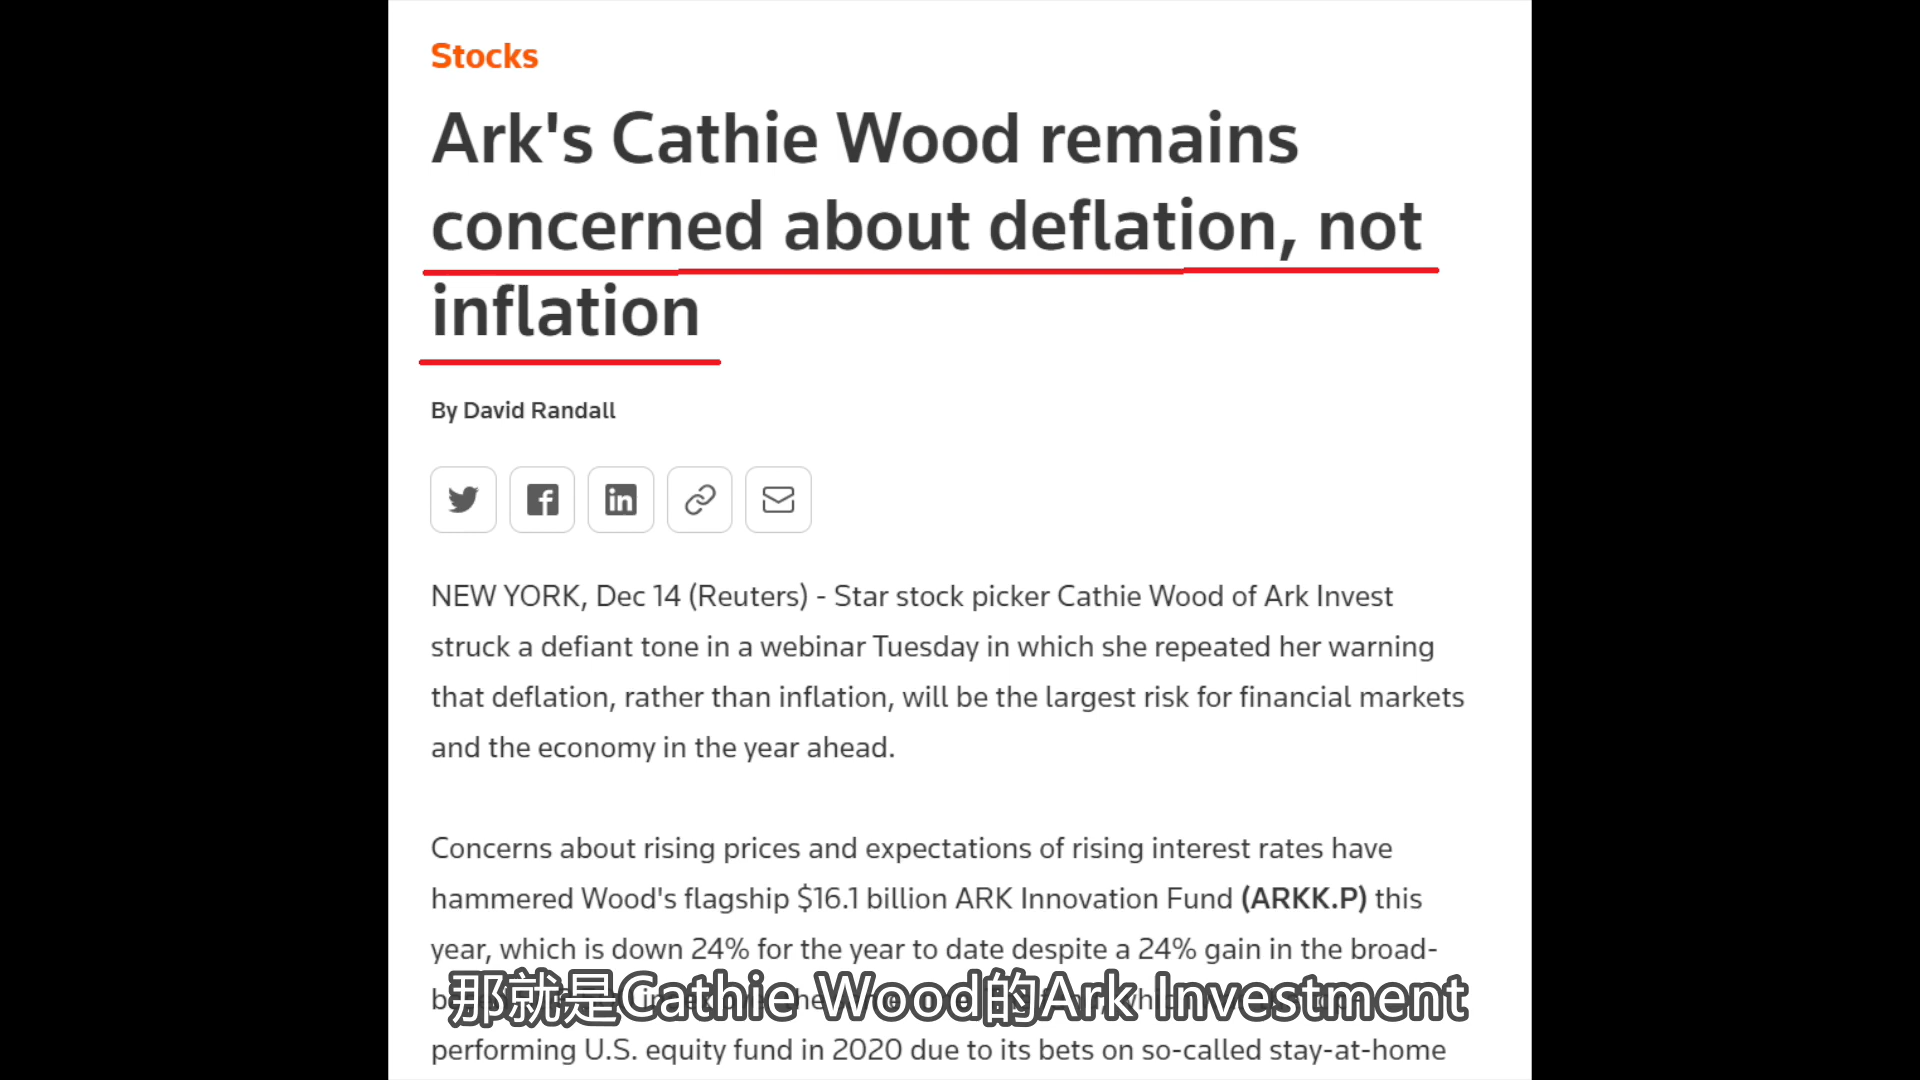 Stocks
Ark's Cathie Wood remains
concerned about deflation, not
inflation
By David Randall
NEW YORK, Dec 14 (Reuters) - Star stock picker Cathie Wood of Ark Invest
struck a defiant tone in a webinar Tuesday in which she repeated her warning
that deflation, rather than inflation, will be the largest risk for financial markets
and the economy in the year ahead.
Concerns about rising prices and expectations of rising interest rates have
hammered Wood's flagship $16.1 billion ARK Innovation Fund (ARKK.P) this
year, which is down 24% for the year to date despite a 24% gain in the broad-
那就是Cathie Wood的Ark Investment
performing U.S. equity fund in 2020 due to its bets on so-called stay-at-home